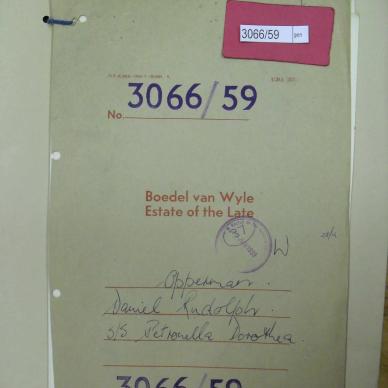 3066/59 gen
3066/59
No.
Boedel van Wyle
Estate of the Late
W
Opperman.
Daniel Rudolph.
s/s Petronella Dorothea.
3066/59